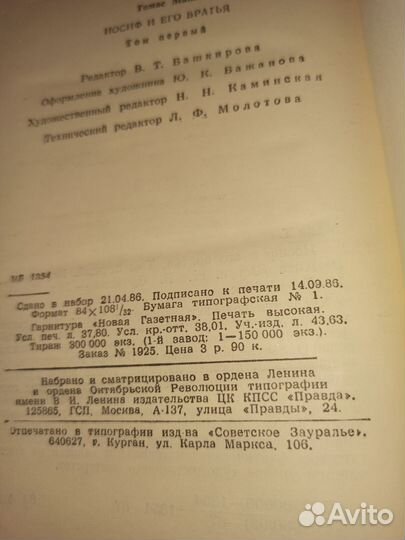 Томас
ИОСИФ И ЕГО БРАТЬЯ
Том первый
Редактор В. Т. Башкирова
Оформление художника Ю. К. Бажанова
Художественный редактор Н. Н. Каминская
Технический редактор Л. Ф. Молотова
ИБ 1354
Сдано в набор 21.04.86. Подписано к печати 14.09.86.
Формат 84×108¹/₃₂. Бумага типографская № 1.
Гарнитура «Новая Газетная». Печать высокая.
Усл. печ. л. 37,80. Усл. кр.-отт. 38,01. Уч.-изд. л. 43,63.
Тираж 300 000 экз. (1-й завод: 1—150 000 экз.)
Заказ № 1925. Цена 3 р. 90 к.
Набрано и сматрицировано в ордена Ленина
и ордена Октябрьской Революции типографии
имени В. И. Ленина издательства ЦК КПСС «Правда».
125865, ГСП, Москва, А-137, улица «Правды», 24.
Отпечатано в типографии изд-ва «Советское Зауралье».
640627, г. Курган, ул. Карла Маркса, 106.
Avito